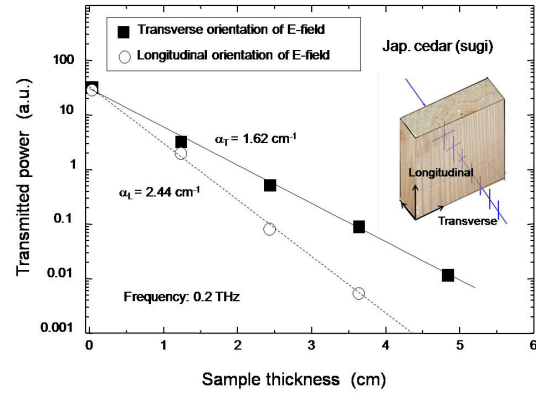 Transverse orientation of E-field
Longitudinal orientation of E-field
Jap. cedar (sugi)
100
10
1
0.1
0.01
0.001
Transmitted power (a.u.)
αT = 1.62 cm-1
αL = 2.44 cm-1
Longitudinal
Transverse
Frequency: 0.2 THz
0
1
2
3
4
5
6
Sample thickness (cm)